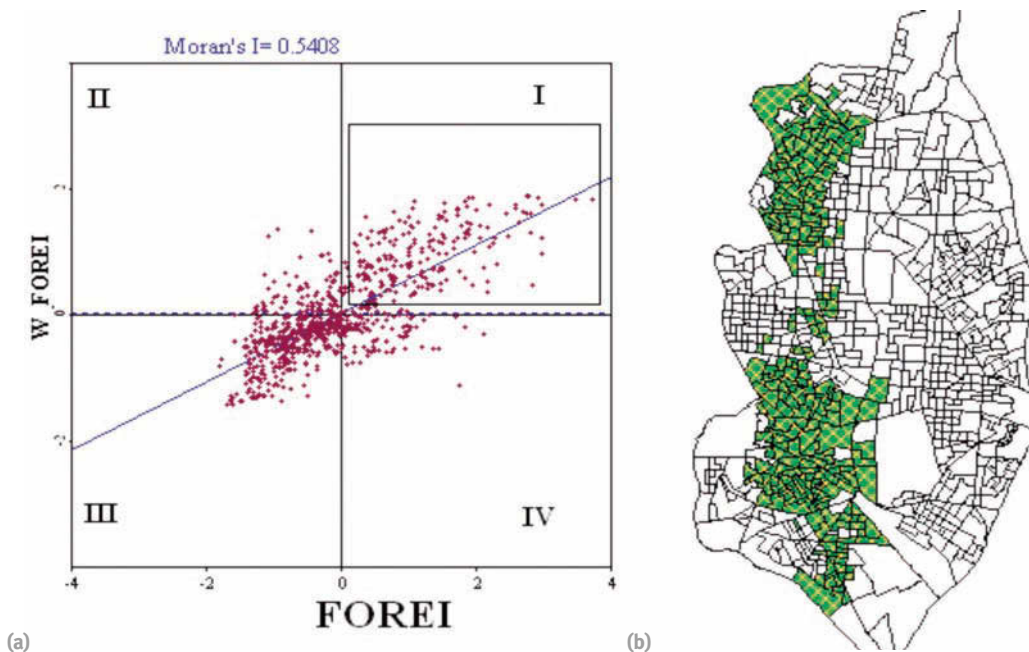 Moran's I= 0.5408
II
I
2
W_FOREI
0
-2
III
IV
-4
-2
0
2
4
FOREI
(a)
(b)